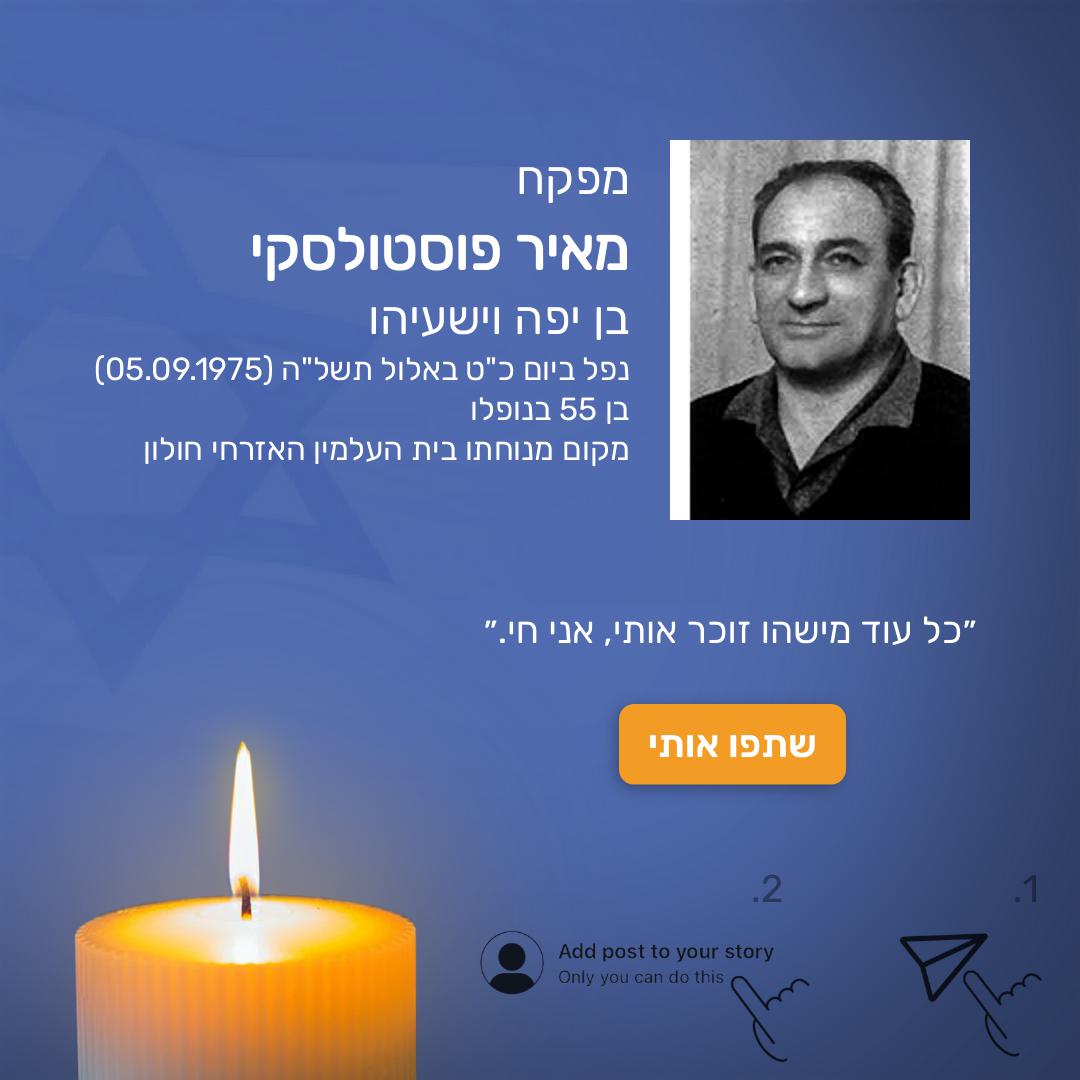 מפקח
מאיר פוסטולסקי
בן יפה וישעיהו
נפל ביום כ"ט באלול תשל"ה (05.09.1975)
בן 55 בנופלו
מקום מנוחתו בית העלמין האזרחי חולון
״כל עוד מישהו זוכר אותי, אני חי.״
שתפו אותי
1.
2.
Add post to your story
Only you can do this